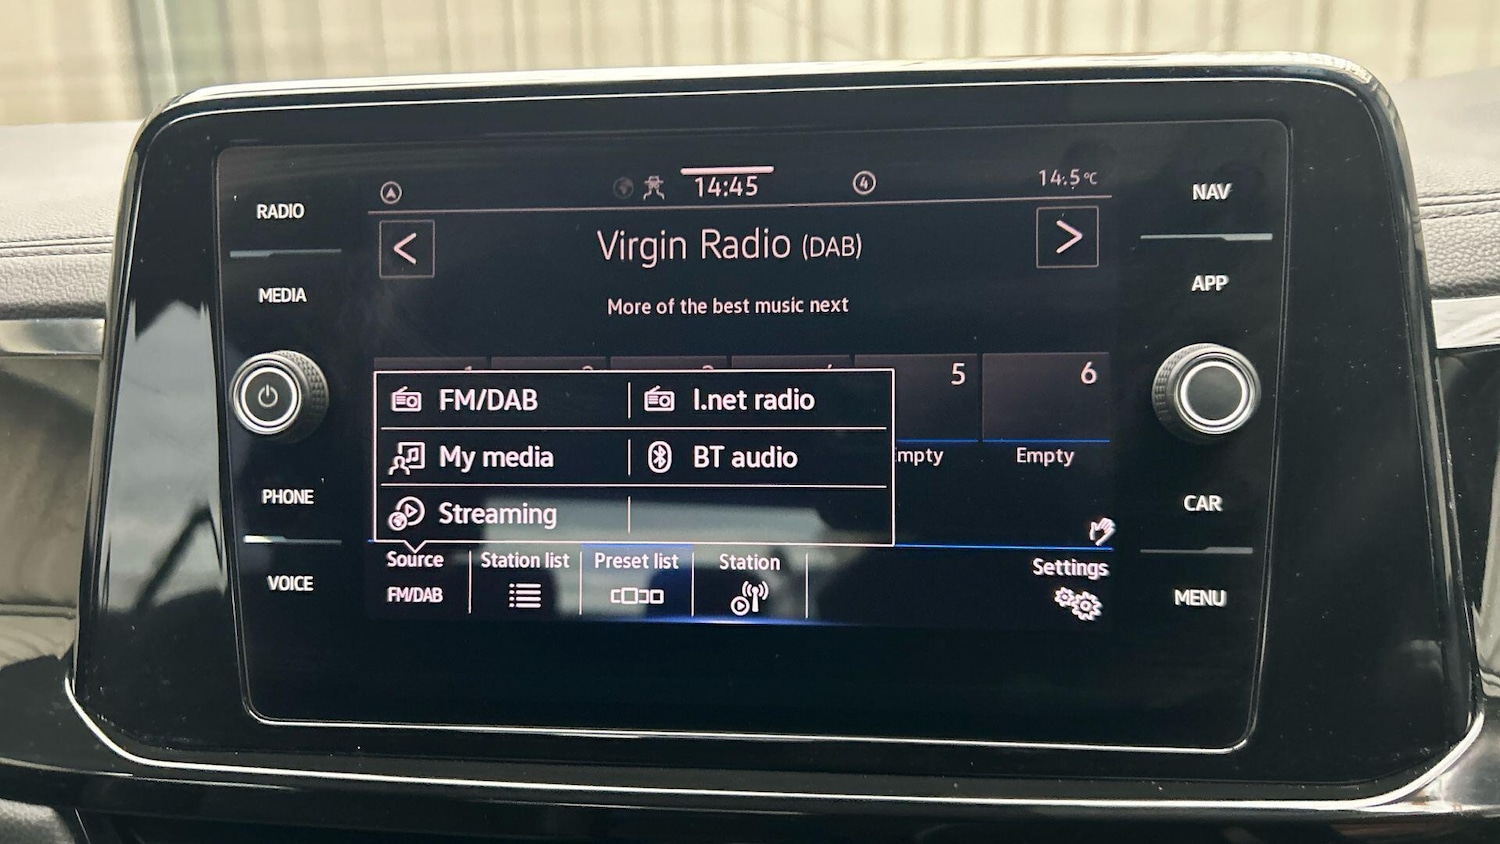 14:45
4
14.5°C
RADIO
NAV
Virgin Radio (DAB)
MEDIA
APP
More of the best music next
5
6
FM/DAB
I.net radio
My media
BT audio
Empty
PHONE
CAR
Streaming
Source
Station list
Preset list
Station
Settings
FM/DAB
VOICE
MENU